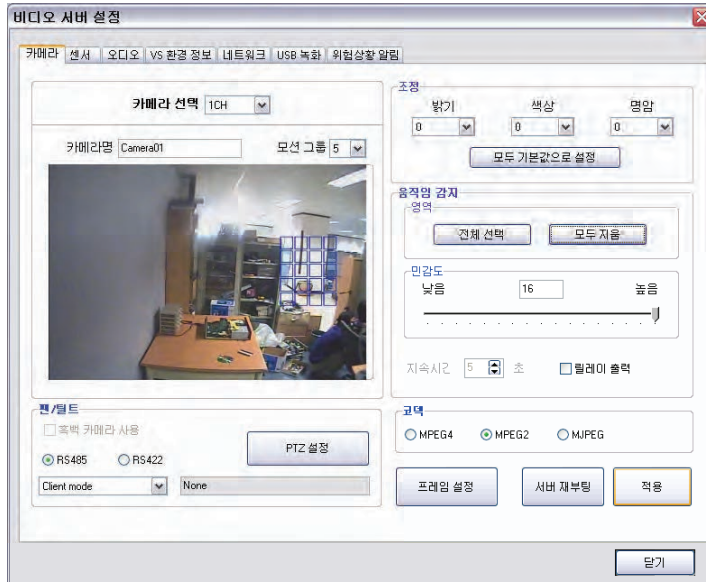 비디오 서버 설정
카메라 센서 오디오 VS 환경 정보 네트워크 USB 녹화 위험상황 알림
카메라 선택 1CH
카메라명 Camera01 모션 그룹 5
조정
밝기 색상 명암
0 0 0
모두 기본값으로 설정
움직임 감지
영역
전체 선택 모두 지움
민감도
낮음 16 높음
지속시간 5 초 릴레이 출력
팬/틸트
흑백 카메라 사용
RS485 RS422
PTZ 설정
Client mode None
코덱
MPEG4 MPEG2 MJPEG
프레임 설정 서버 재부팅 적용
닫기